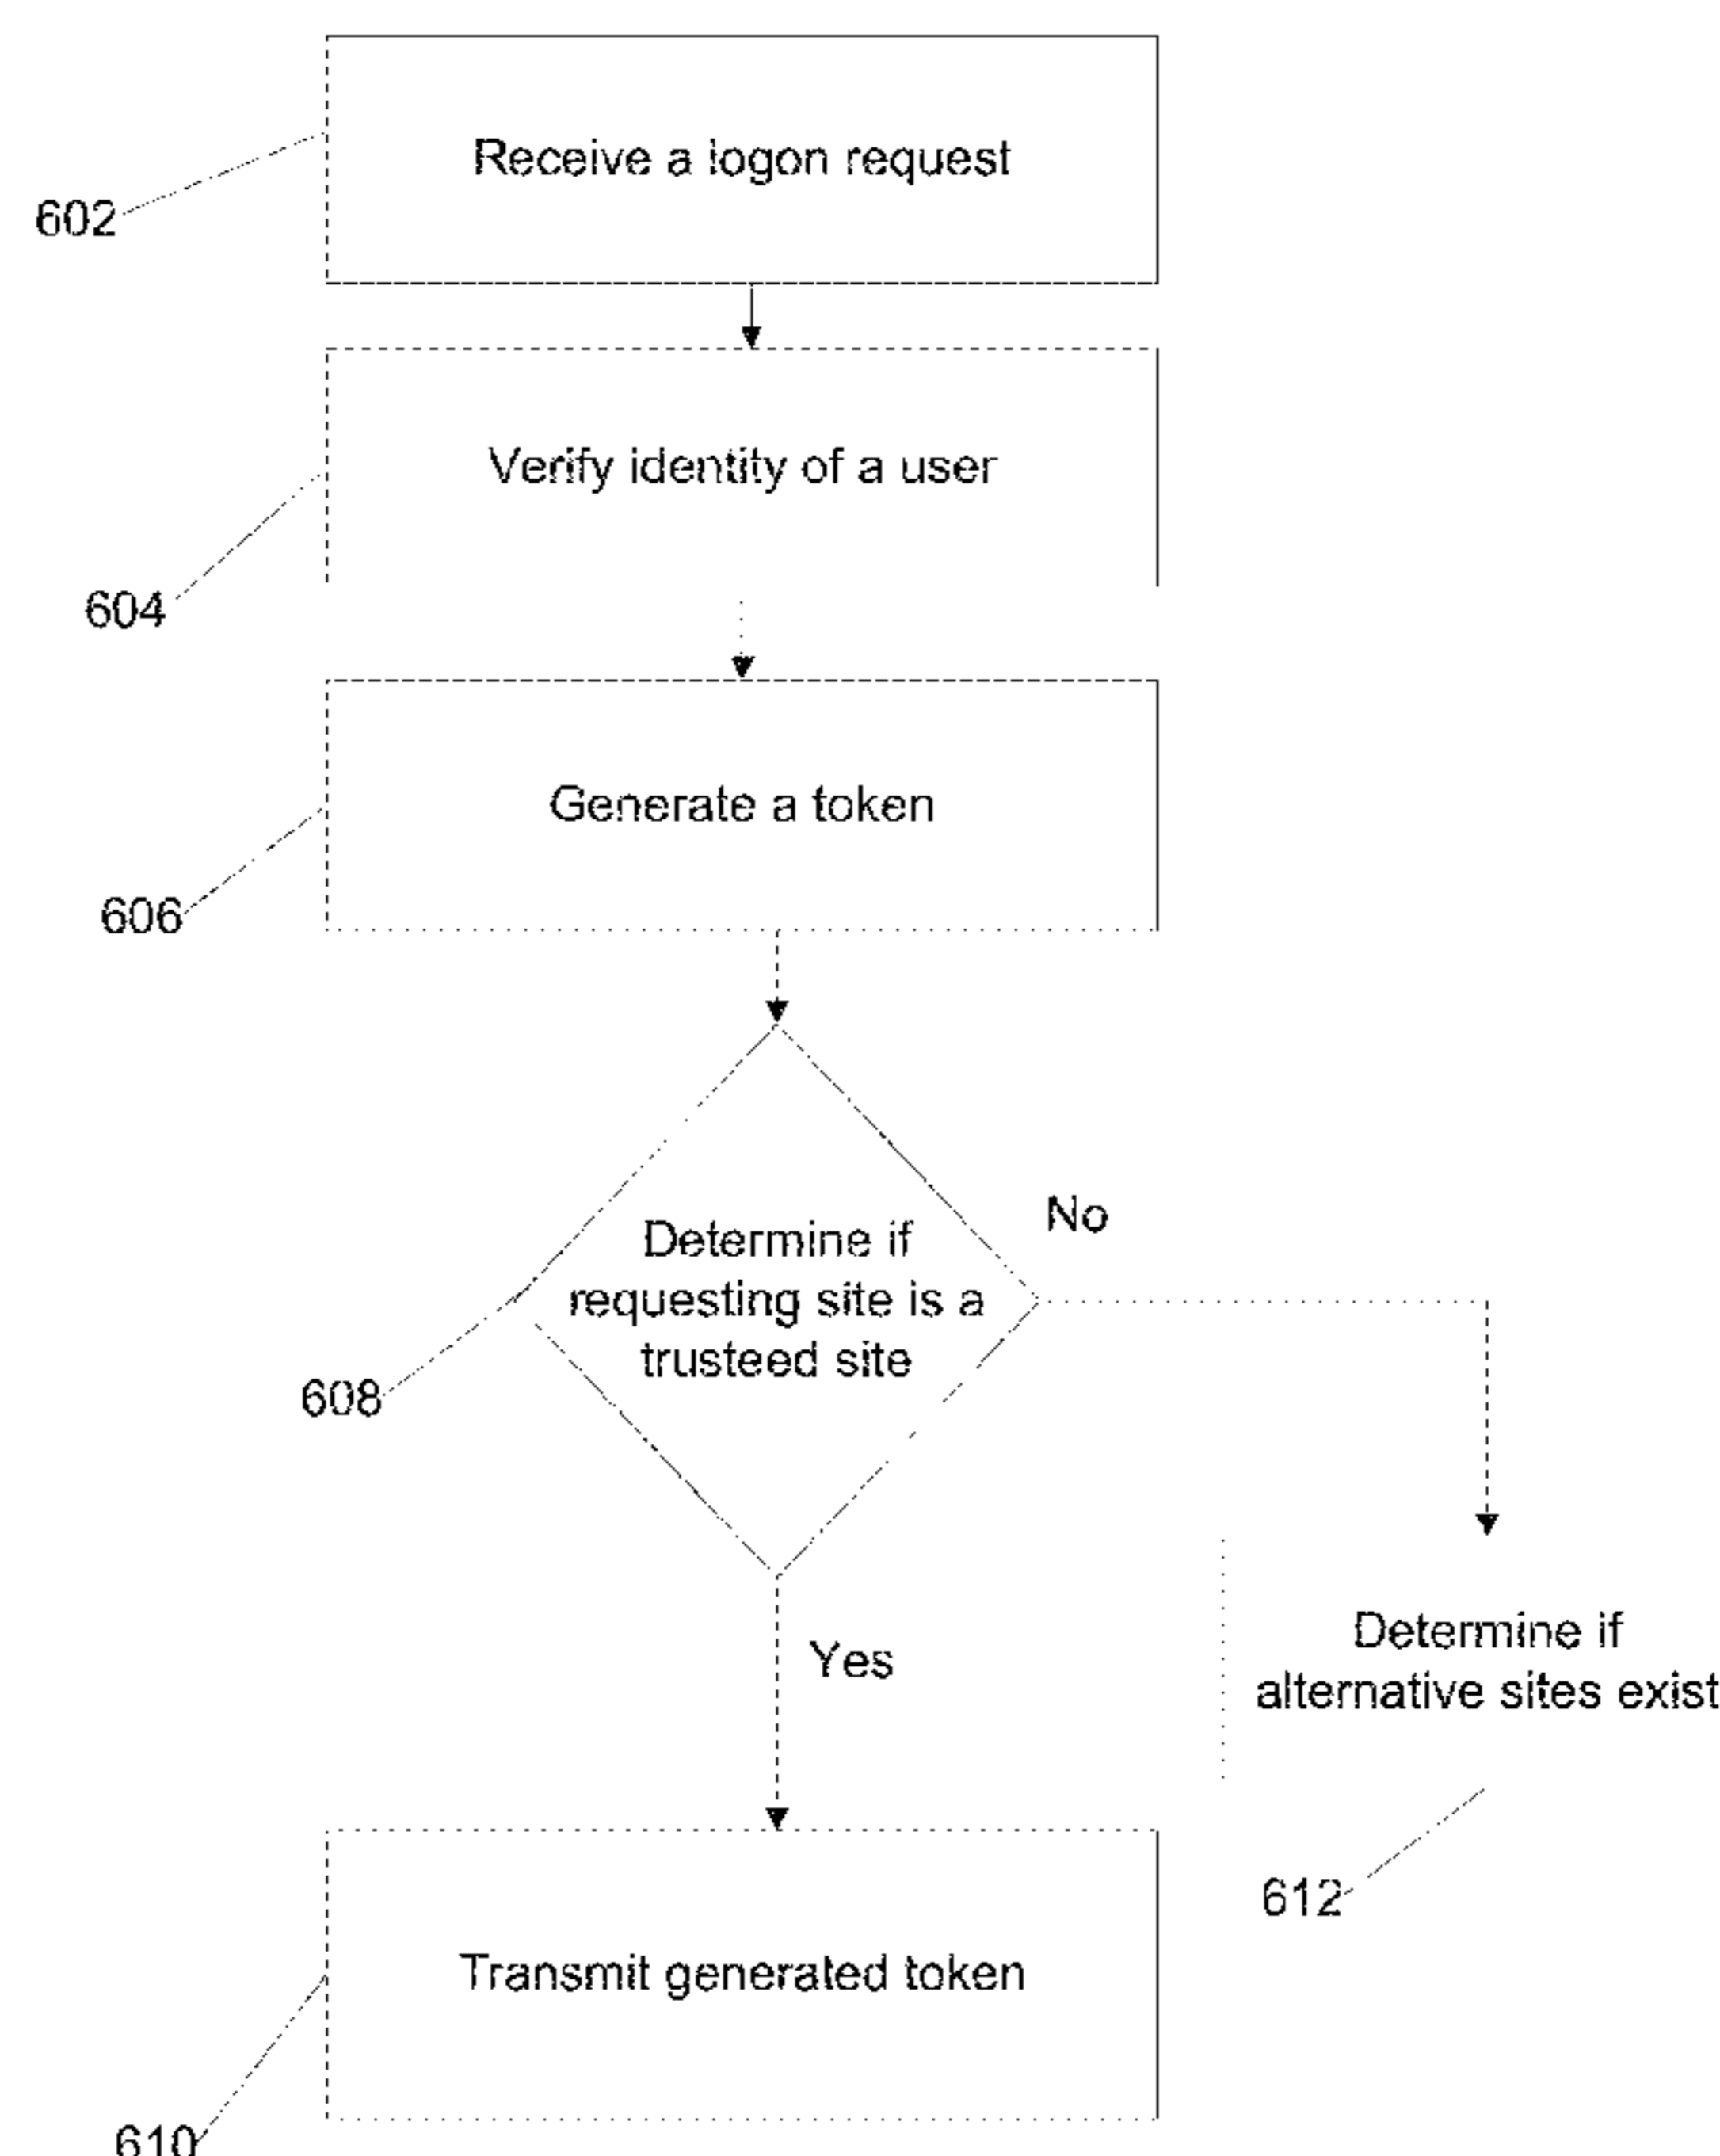 Receive a logon request
602
Verify identity of a user
604
Generate a token
606
Determine if
requesting site is a
trusteed site
No
608
Yes
Determine if
alternative sites exist
612
Transmit generated token
610